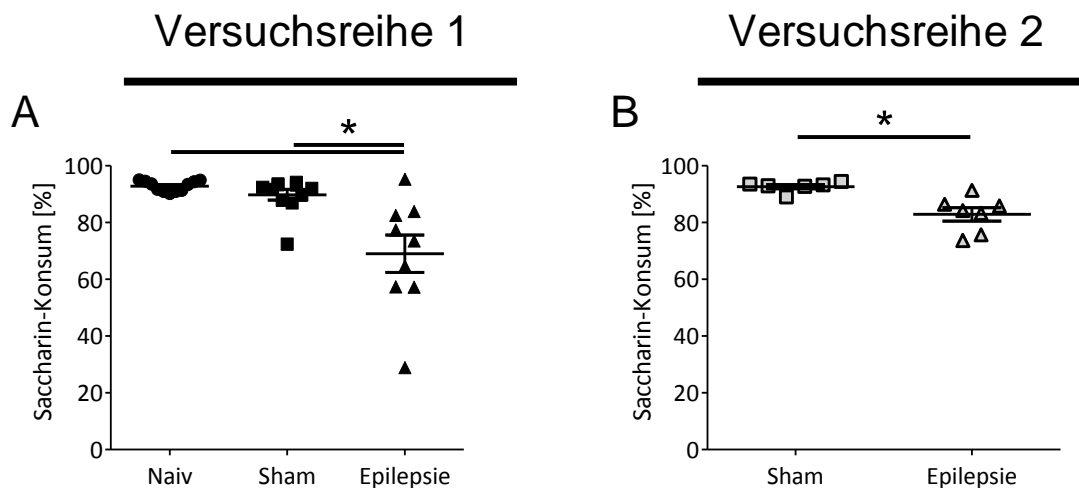 Versuchsreihe 1
Versuchsreihe 2
A
*
Saccharin-Konsum [%]
100
80
60
40
20
0
Naiv Sham Epilepsie
B
*
Saccharin-Konsum [%]
100
80
60
40
20
0
Sham Epilepsie